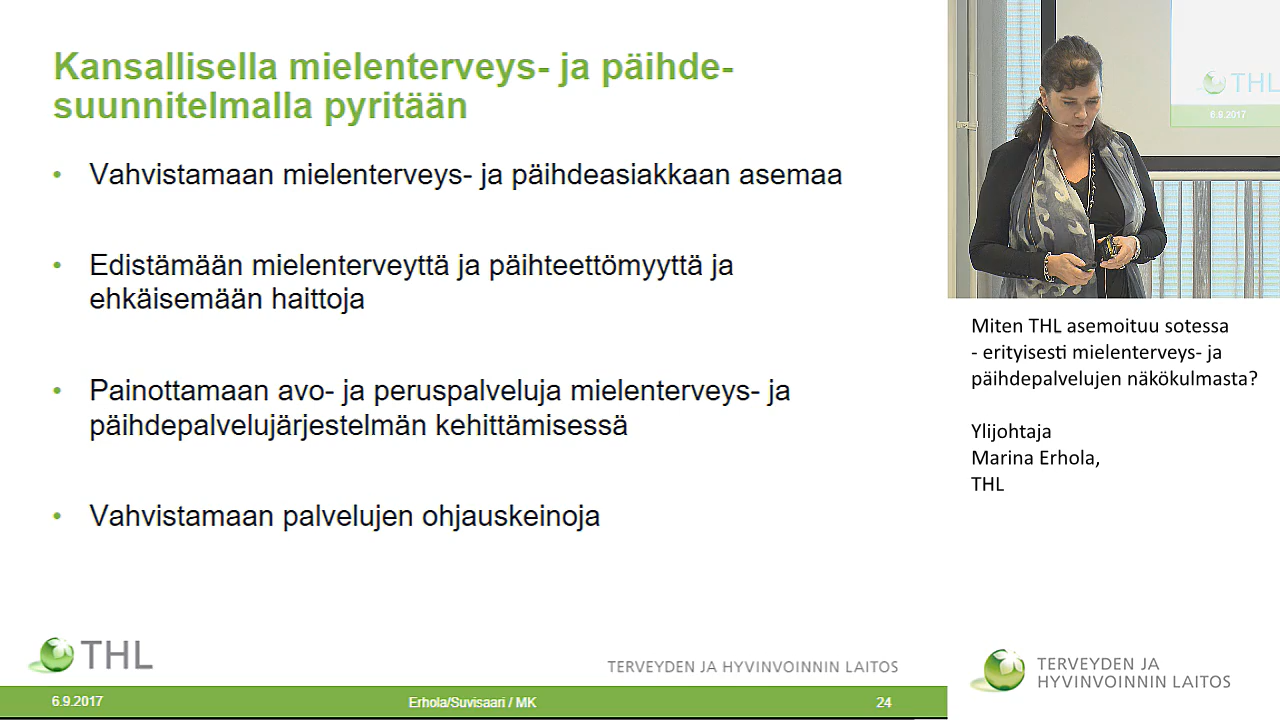 Kansallisella mielenterveys- ja päihde-
suunnitelmalla pyritään
• Vahvistamaan mielenterveys- ja päihdeasiakkaan asemaa
• Edistämään mielenterveyttä ja päihteettömyyttä ja
ehkäisemään haittoja
• Painottamaan avo- ja peruspalveluja mielenterveys- ja
päihdepalvelujärjestelmän kehittämisessä
• Vahvistamaan palvelujen ohjauskeinoja
THL
TERVEYDEN JA HYVINVOINNIN LAITOS
6.9.2017
Erhola/Suvisaari / MK
24
THL
6.9.2017
Miten THL asemoituu sotessa
- erityisesti mielenterveys- ja
päihdepalvelujen näkökulmasta?
Ylijohtaja
Marina Erhola,
THL
TERVEYDEN JA
HYVINVOINNIN LAITOS